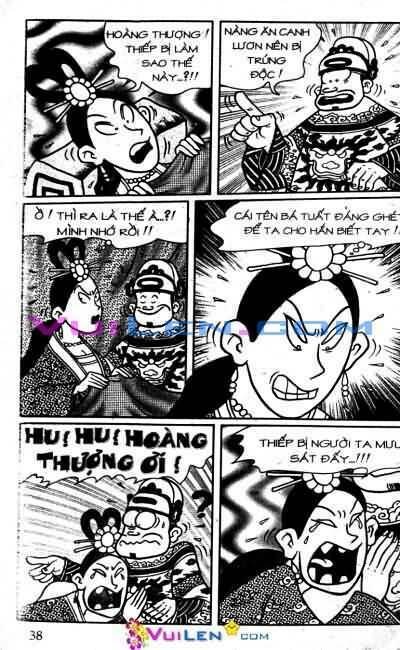 HOÀNG THƯỢNG!
THIẾP BỊ LÀM
SAO THẾ
NÀY..?!!
NÀNG ĂN CANH
LƯƠN NÊN BỊ
TRÚNG
ĐỘC!
Ồ! THÌ RA LÀ THẾ À...?!
MÌNH NHỚ RỒI!!
CÁI TÊN BÁ TUẤT ĐÁNG GHÉT
ĐỂ TA CHO HẮN BIẾT TAY!!
VUILEN.COM
HU! HU! HOÀNG
THƯỢNG ƠI!
THIẾP BỊ NGƯỜI TA MƯU
SÁT ĐẤY...!!!
38
VUILEN.COM